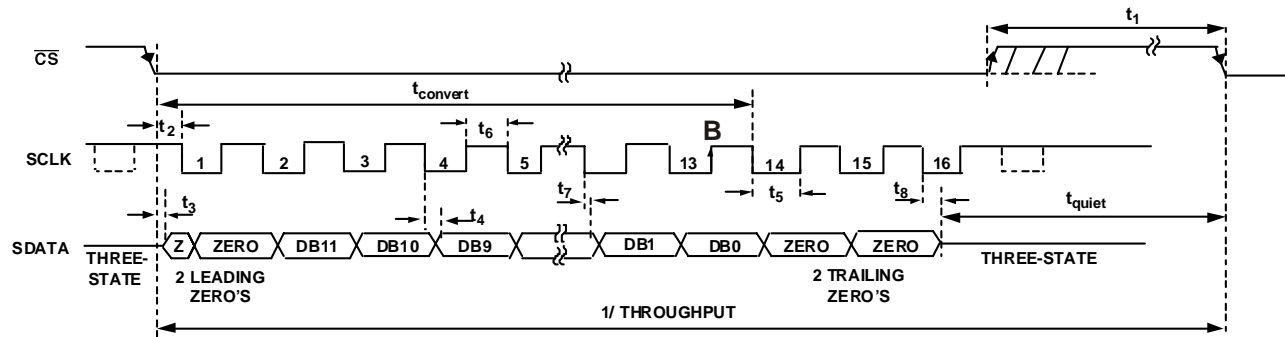 t1
CS
tconvert
t2
t6
B
SCLK
1 2 3 4 5 13 14 15 16
t7
t5
t8
t3
t4
tquiet
SDATA
Z ZERO DB11 DB10 DB9 DB1 DB0 ZERO ZERO
THREE-
STATE
2 LEADING
ZERO'S
2 TRAILING
ZERO'S
THREE-STATE
1/ THROUGHPUT